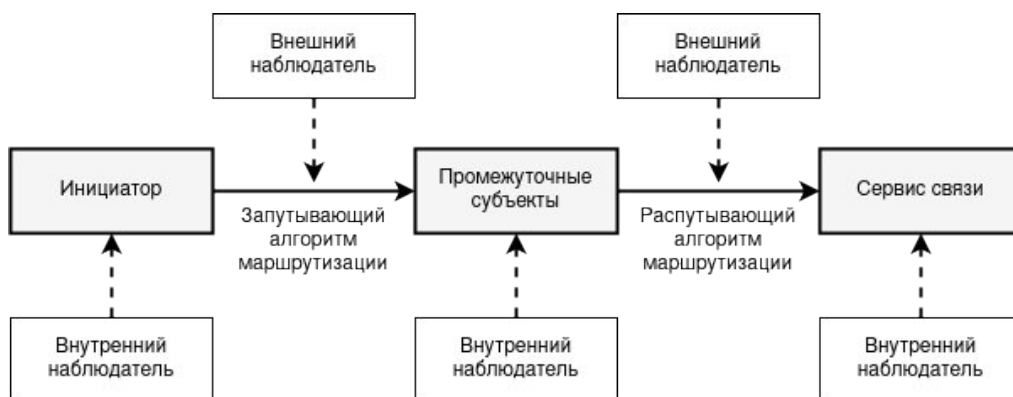 Внешний
наблюдатель
Внешний
наблюдатель
Инициатор
Промежуточные
субъекты
Сервис связи
Запутывающий
алгоритм
маршрутизации
Распутывающий
алгоритм
маршрутизации
Внутренний
наблюдатель
Внутренний
наблюдатель
Внутренний
наблюдатель